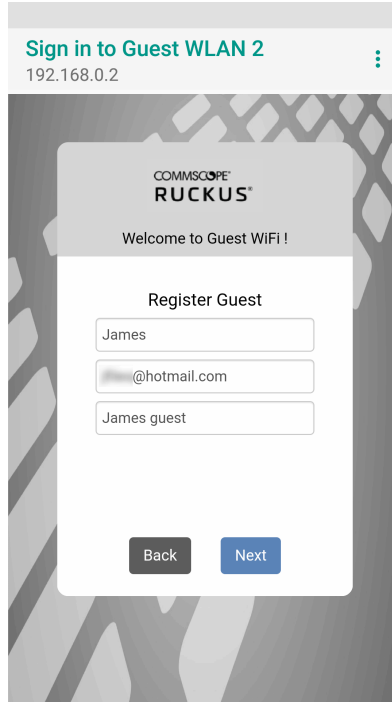 Sign in to Guest WLAN 2
192.168.0.2
COMMSCOPE®
RUCKUS®
Welcome to Guest WiFi !
Register Guest
James
@hotmail.com
James guest
Back Next